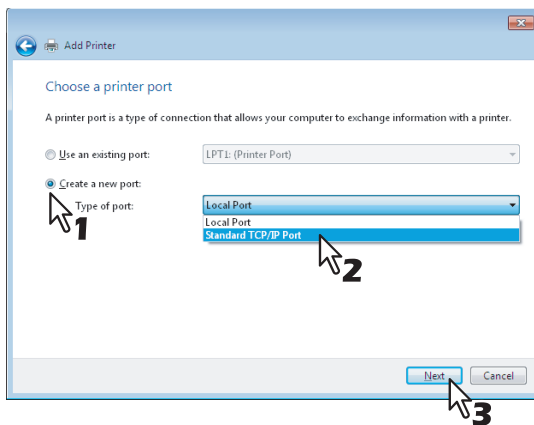 Add Printer
Choose a printer port
A printer port is a type of connection that allows your computer to exchange information with a printer.
Use an existing port: LPT1: (Printer Port)
Create a new port:
Type of port: Local Port
1
Local Port
Standard TCP/IP Port
2
Next Cancel
3